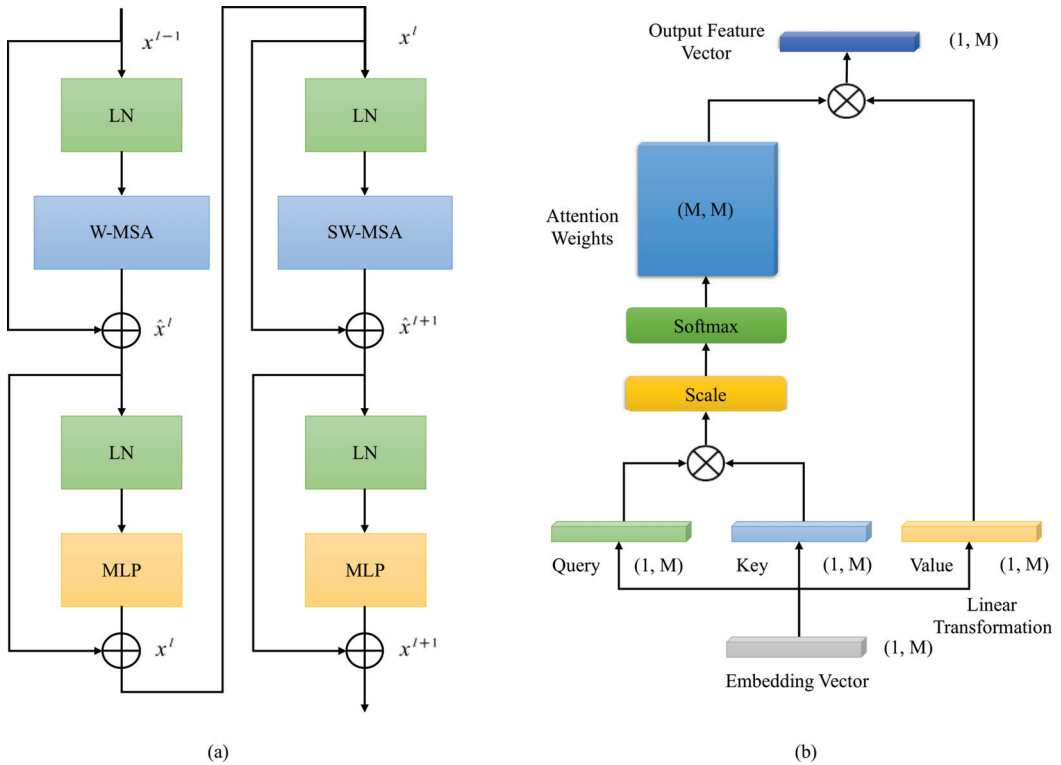 x^{l-1}
LN
W-MSA
x̂^{l}
LN
MLP
x^{l}
x^{l}
LN
SW-MSA
x̂^{l+1}
LN
MLP
x^{l+1}
(a)
Output Feature
Vector
(1, M)
(M, M)
Attention
Weights
Softmax
Scale
Query
(1, M)
Key
(1, M)
Value
(1, M)
Linear
Transformation
(1, M)
Embedding Vector
(b)